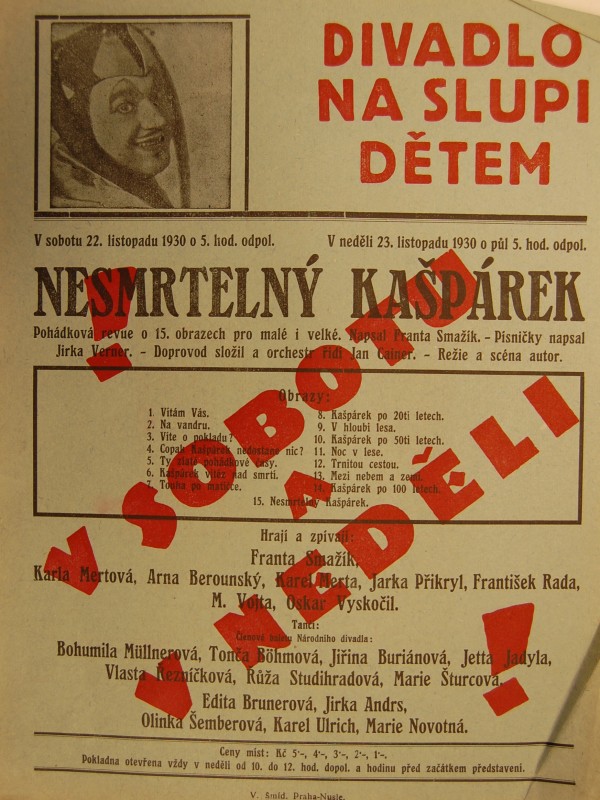 DIVADLO
NA SLUPI
DĚTEM
V sobotu 22. listopadu 1930 o 5. hod. odpol.
V neděli 23. listopadu 1930 o půl 5. hod. odpol.
NESMRTELNÝ KAŠPÁREK
Pohádková revue o 15. obrazech pro malé i velké. Napsal Franta Smažík. – Písničky napsal
Jirka Verner. – Doprovod složil a orchestr řídí Jan Cainer. – Režie a scéna autor.
Obrazy:
1. Vítám Vás.
2. Na vandru.
3. Víte o pokladu?
4. Copak Kašpárek nedostane nic?
5. Ty zlaté pohádkové časy.
6. Kašpárek vítěz nad smrtí.
7. Touha po matičce.
8. Kašpárek po 20ti letech.
9. V hloubi lesa.
10. Kašpárek po 50ti letech.
11. Noc v lese.
12. Trnitou cestou.
13. Mezi nebem a zemí.
14. Kašpárek po 100 letech.
15. Nesmrtelný Kašpárek.
Hrají a zpívají:
Franta Smažík,
Karla Mertová, Arna Berounský, Karel Merta, Jarka Přikryl, František Rada,
M. Vojta, Oskar Vyskočil.
Tančí:
Členové baletu Národního divadla:
Bohumila Müllnerová, Tonča Böhmová, Jiřina Buriánová, Jetta Jadyla,
Vlasta Rezníčková, Růža Studihradová, Marie Šturcová,
Edita Brunerová, Jirka Andrs,
Olinka Šemberová, Karel Ulrich, Marie Novotná.
Ceny míst: Kč 5·-, 4·-, 3·-, 2·-, 1·-.
Pokladna otevřena vždy v neděli od 10. do 12. hod. dopol. a hodinu před začátkem představení.
V. Šmíd, Praha-Nusle.
! V SOBOTU
A
V NEDĚLI !